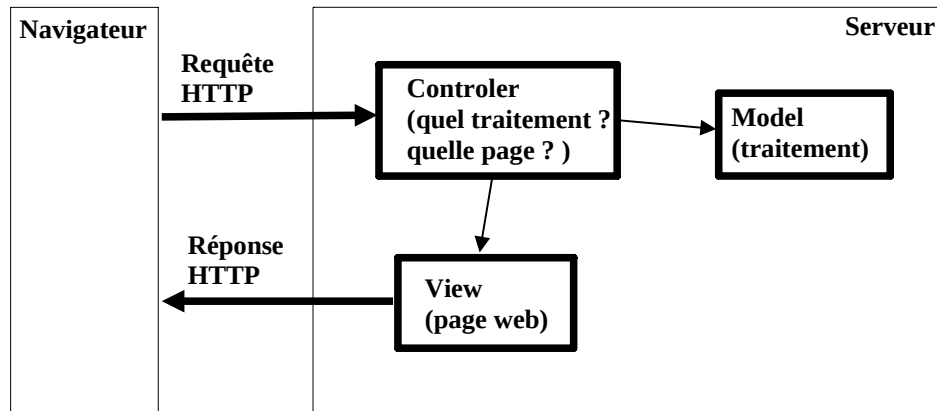 Navigateur
Serveur
Requête
HTTP
Controler
(quel traitement ?
quelle page ? )
Model
(traitement)
Réponse
HTTP
View
(page web)